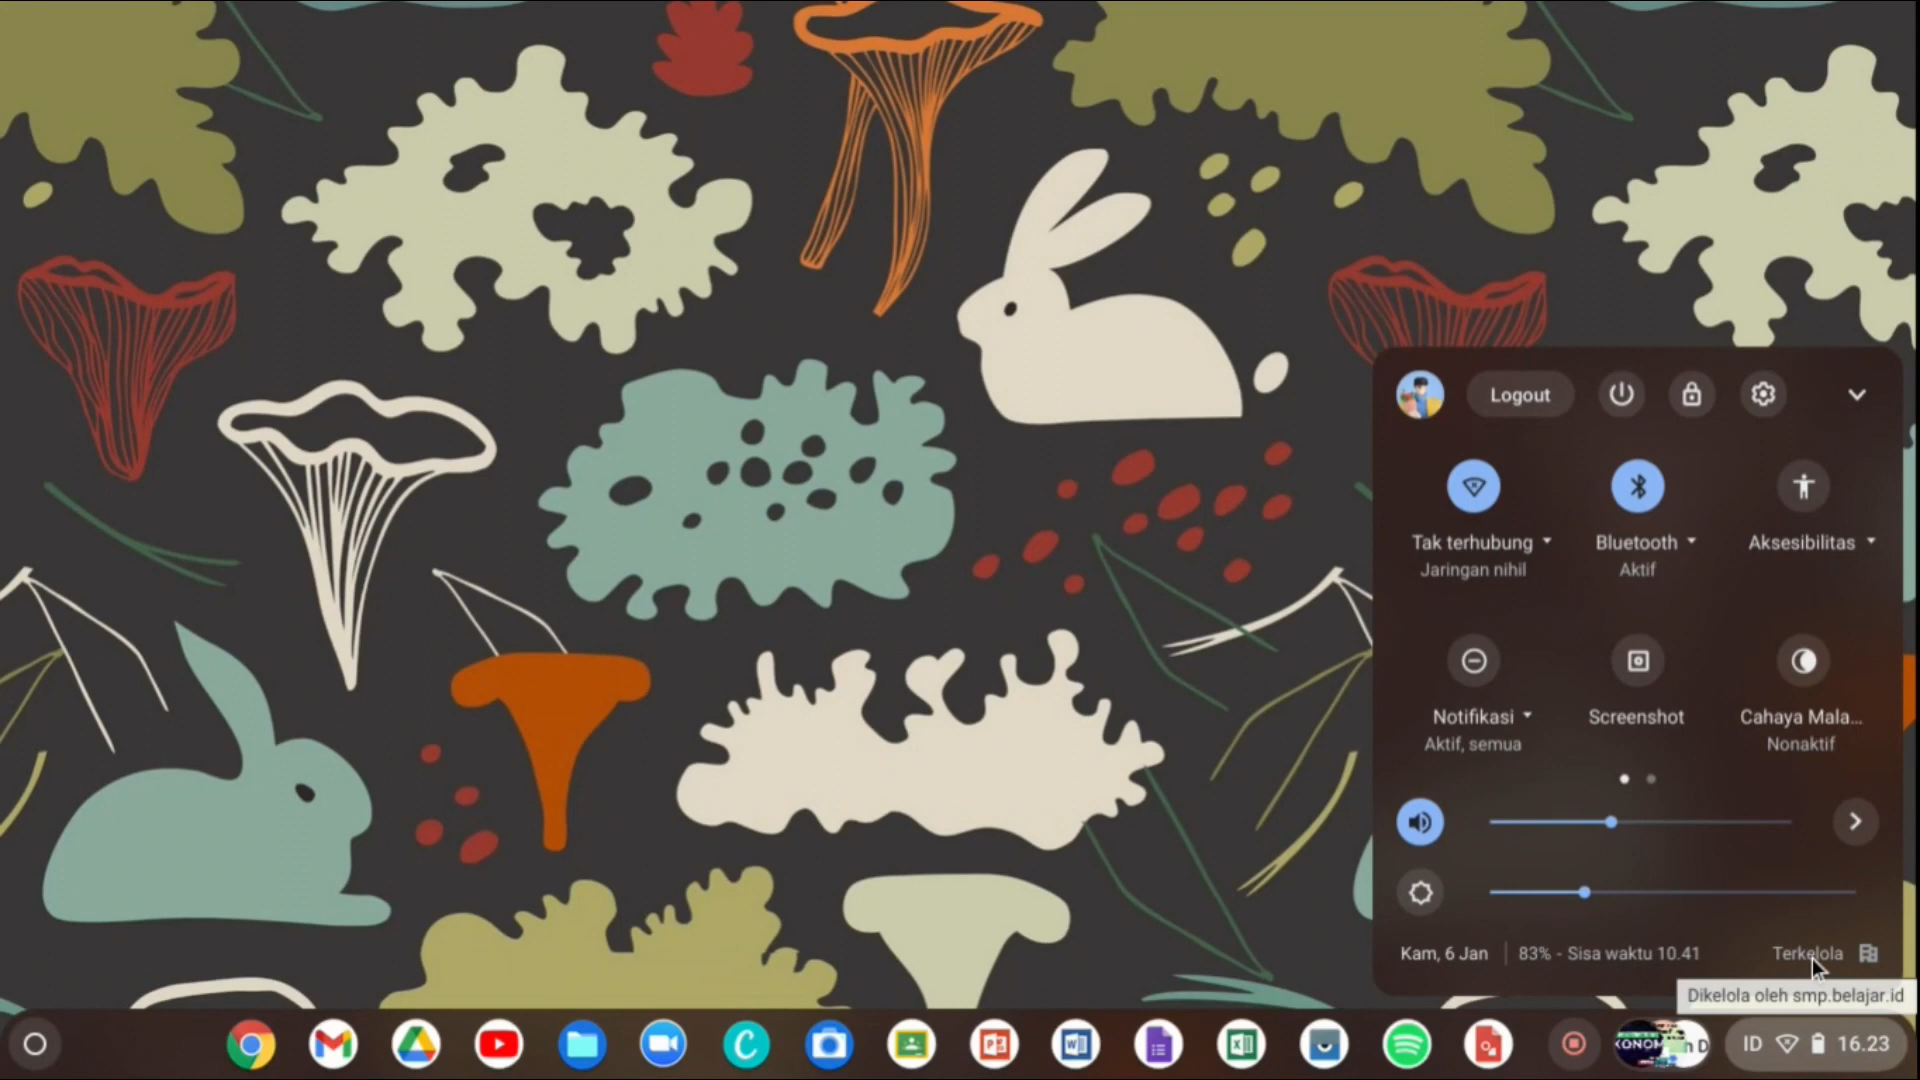 Logout
Tak terhubung
Jaringan nihil
Bluetooth
Aktif
Aksesibilitas
Notifikasi
Aktif, semua
Screenshot
Cahaya Mala...
Nonaktif
Kam, 6 Jan
83% - Sisa waktu 10.41
Terkelola
Dikelola oleh smp.belajar.id
ID
16.23